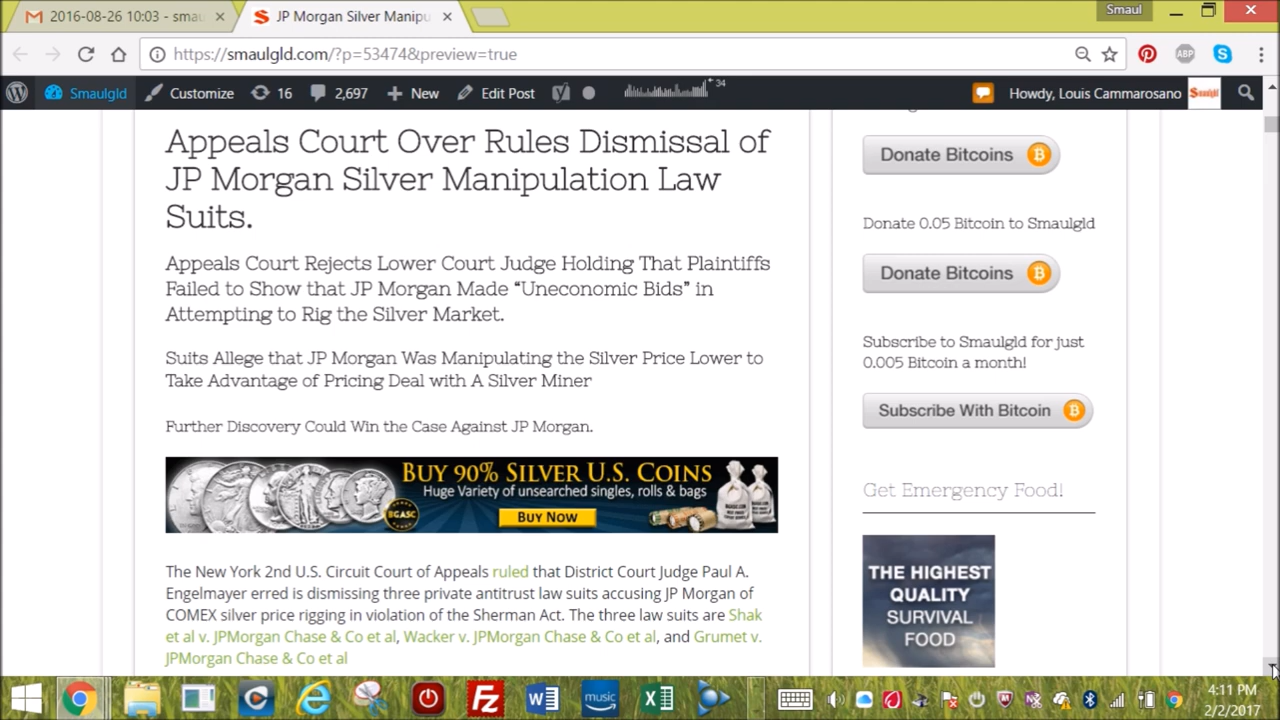 2016-08-26 10:03 - smau
JP Morgan Silver Manipu
Smaul
https://smaulgld.com/?p=53474&preview=true
ABP
Smaulgld
Customize
16
2,697
New
Edit Post
34
Howdy, Louis Cammarosano
Smaulgld
Appeals Court Over Rules Dismissal of
JP Morgan Silver Manipulation Law
Suits.
Appeals Court Rejects Lower Court Judge Holding That Plaintiffs
Failed to Show that JP Morgan Made “Uneconomic Bids” in
Attempting to Rig the Silver Market.
Suits Allege that JP Morgan Was Manipulating the Silver Price Lower to
Take Advantage of Pricing Deal with A Silver Miner
Further Discovery Could Win the Case Against JP Morgan.
BUY 90% SILVER U.S. COINS
Huge Variety of unsearched singles, rolls & bags
BGASC
Buy Now
The New York 2nd U.S. Circuit Court of Appeals ruled that District Court Judge Paul A.
Engelmayer erred is dismissing three private antitrust law suits accusing JP Morgan of
COMEX silver price rigging in violation of the Sherman Act. The three law suits are Shak
et al v. JPMorgan Chase & Co et al, Wacker v. JPMorgan Chase & Co et al, and Grumet v.
JPMorgan Chase & Co et al
Donate Bitcoins
Donate 0.05 Bitcoin to Smaulgld
Donate Bitcoins
Subscribe to Smaulgld for just
0.005 Bitcoin a month!
Subscribe With Bitcoin
Get Emergency Food!
THE HIGHEST
QUALITY
SURVIVAL
FOOD
music
4:11 PM
2/2/2017